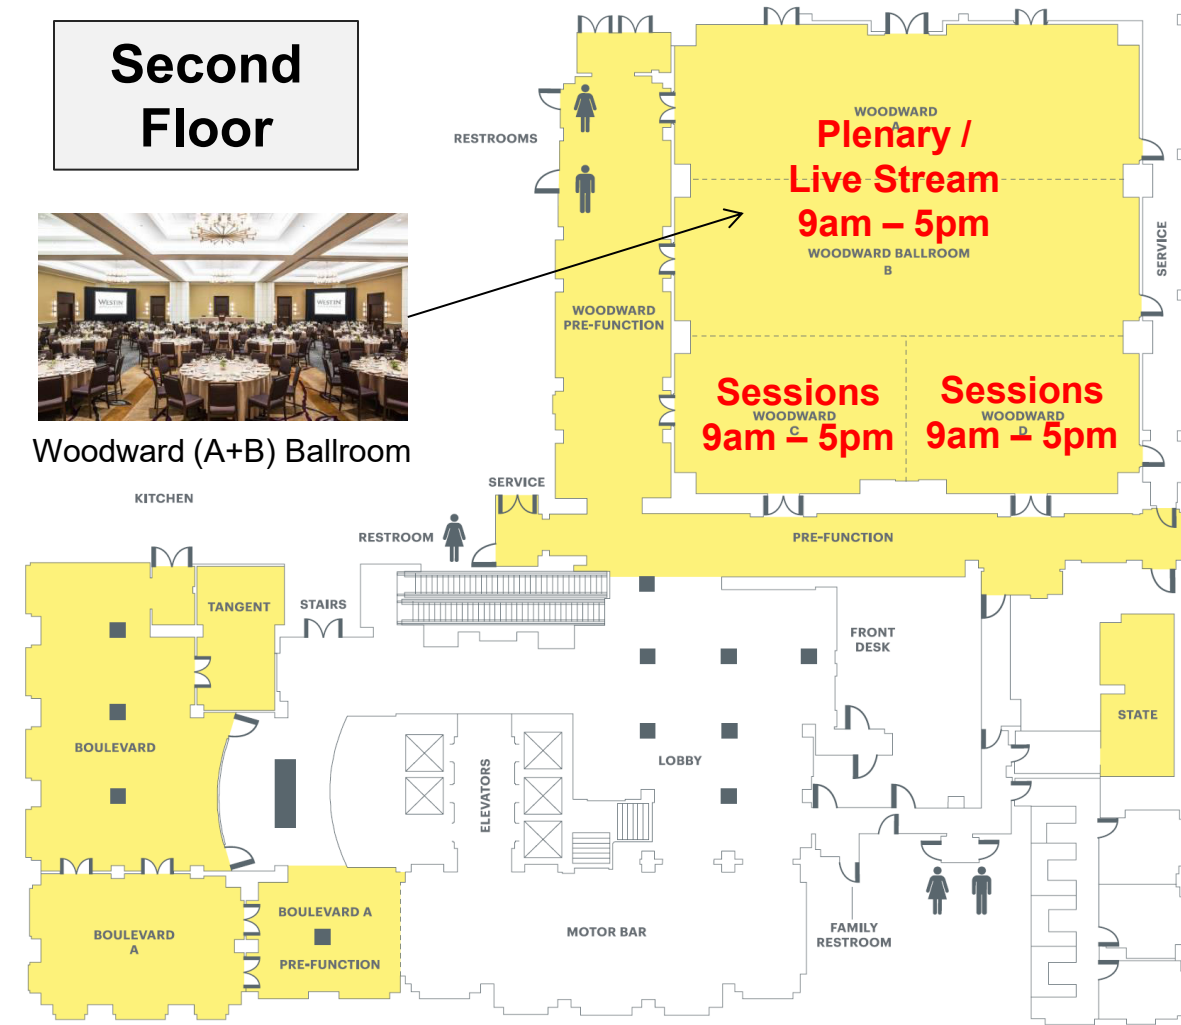 Second
Floor
RESTROOMS
WOODWARD
A
Plenary /
Live Stream
9am – 5pm
WOODWARD BALLROOM
B
SERVICE
WESTIN
WESTIN
Woodward (A+B) Ballroom
WOODWARD
PRE-FUNCTION
Sessions
WOODWARD
C
9am – 5pm
Sessions
WOODWARD
D
9am – 5pm
KITCHEN
SERVICE
RESTROOM
PRE-FUNCTION
TANGENT
STAIRS
FRONT
DESK
STATE
BOULEVARD
ELEVATORS
LOBBY
BOULEVARD
A
BOULEVARD A
PRE-FUNCTION
MOTOR BAR
FAMILY
RESTROOM